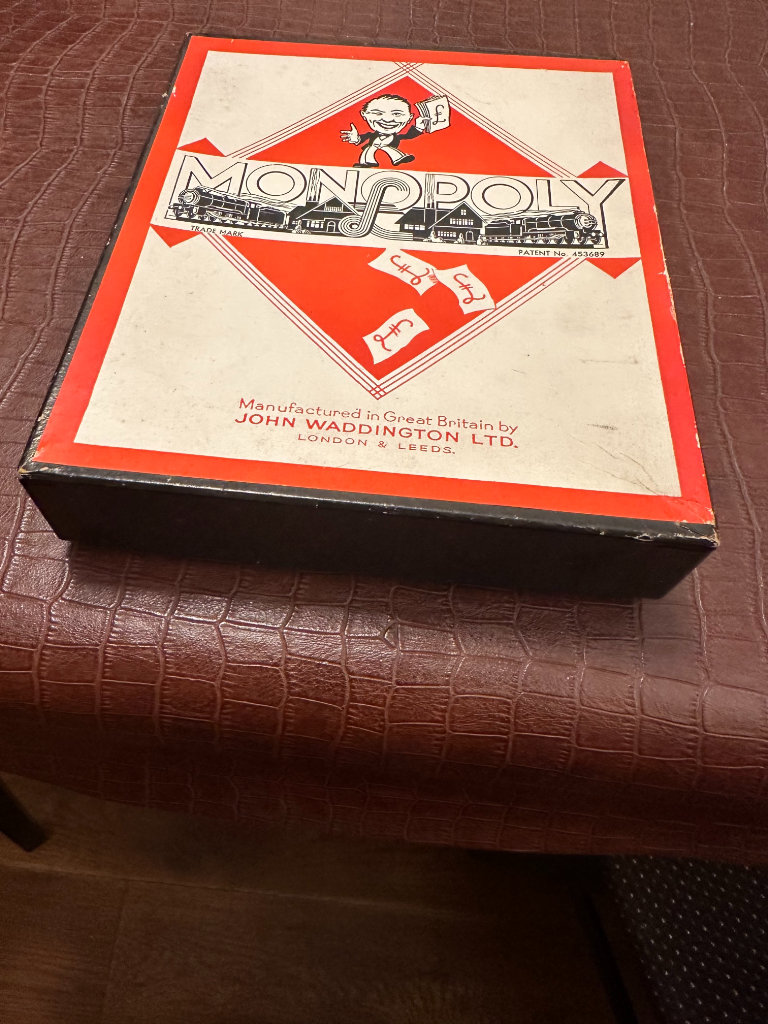 £
MONOPOLY
TRADE MARK
PATENT No. 453689
£ £
£
Manufactured in Great Britain by
JOHN WADDINGTON LTD.
LONDON & LEEDS.